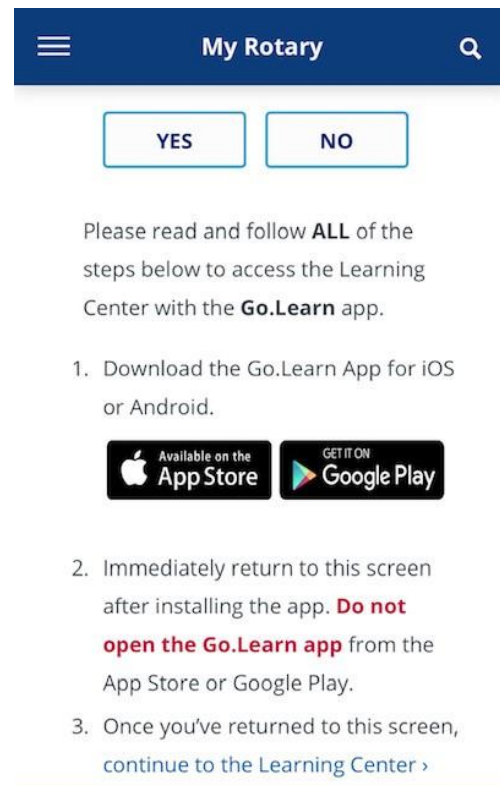 My Rotary
YES
NO
Please read and follow ALL of the
steps below to access the Learning
Center with the Go.Learn app.
1. Download the Go.Learn App for iOS
or Android.
Available on the
App Store
GET IT ON
Google Play
2. Immediately return to this screen
after installing the app. Do not
open the Go.Learn app from the
App Store or Google Play.
3. Once you’ve returned to this screen,
continue to the Learning Center ›